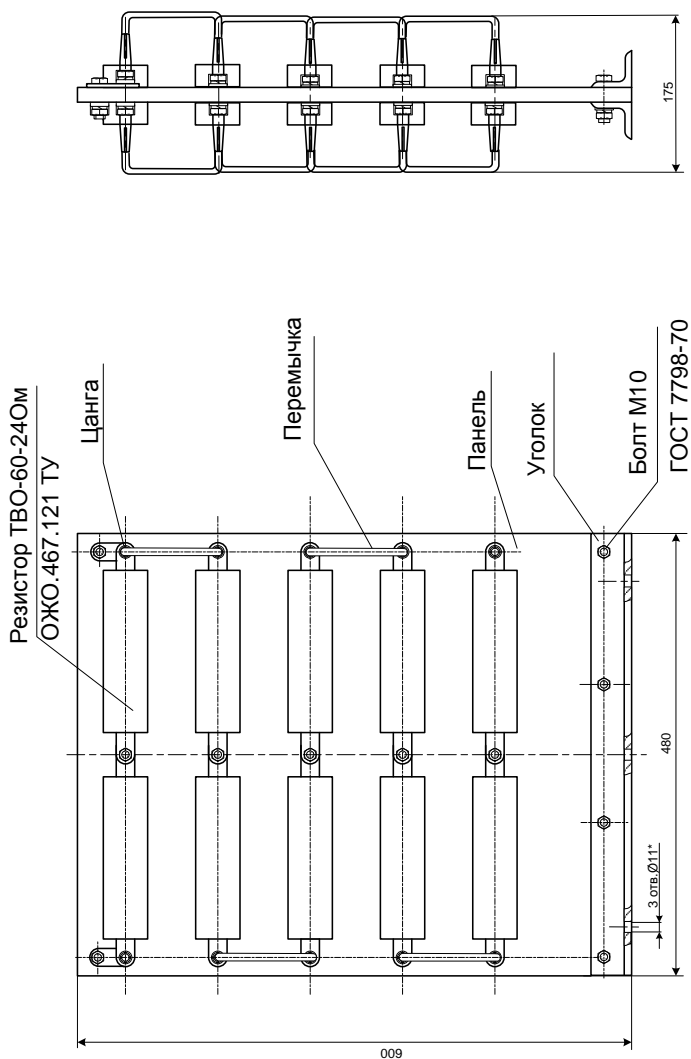 175
Резистор ТВО-60-24Ом
ОЖО.467.121 ТУ
Цанга
Перемычка
Панель
Уголок
Болт М10
ГОСТ 7798-70
480
3 отв.Ø11*
600